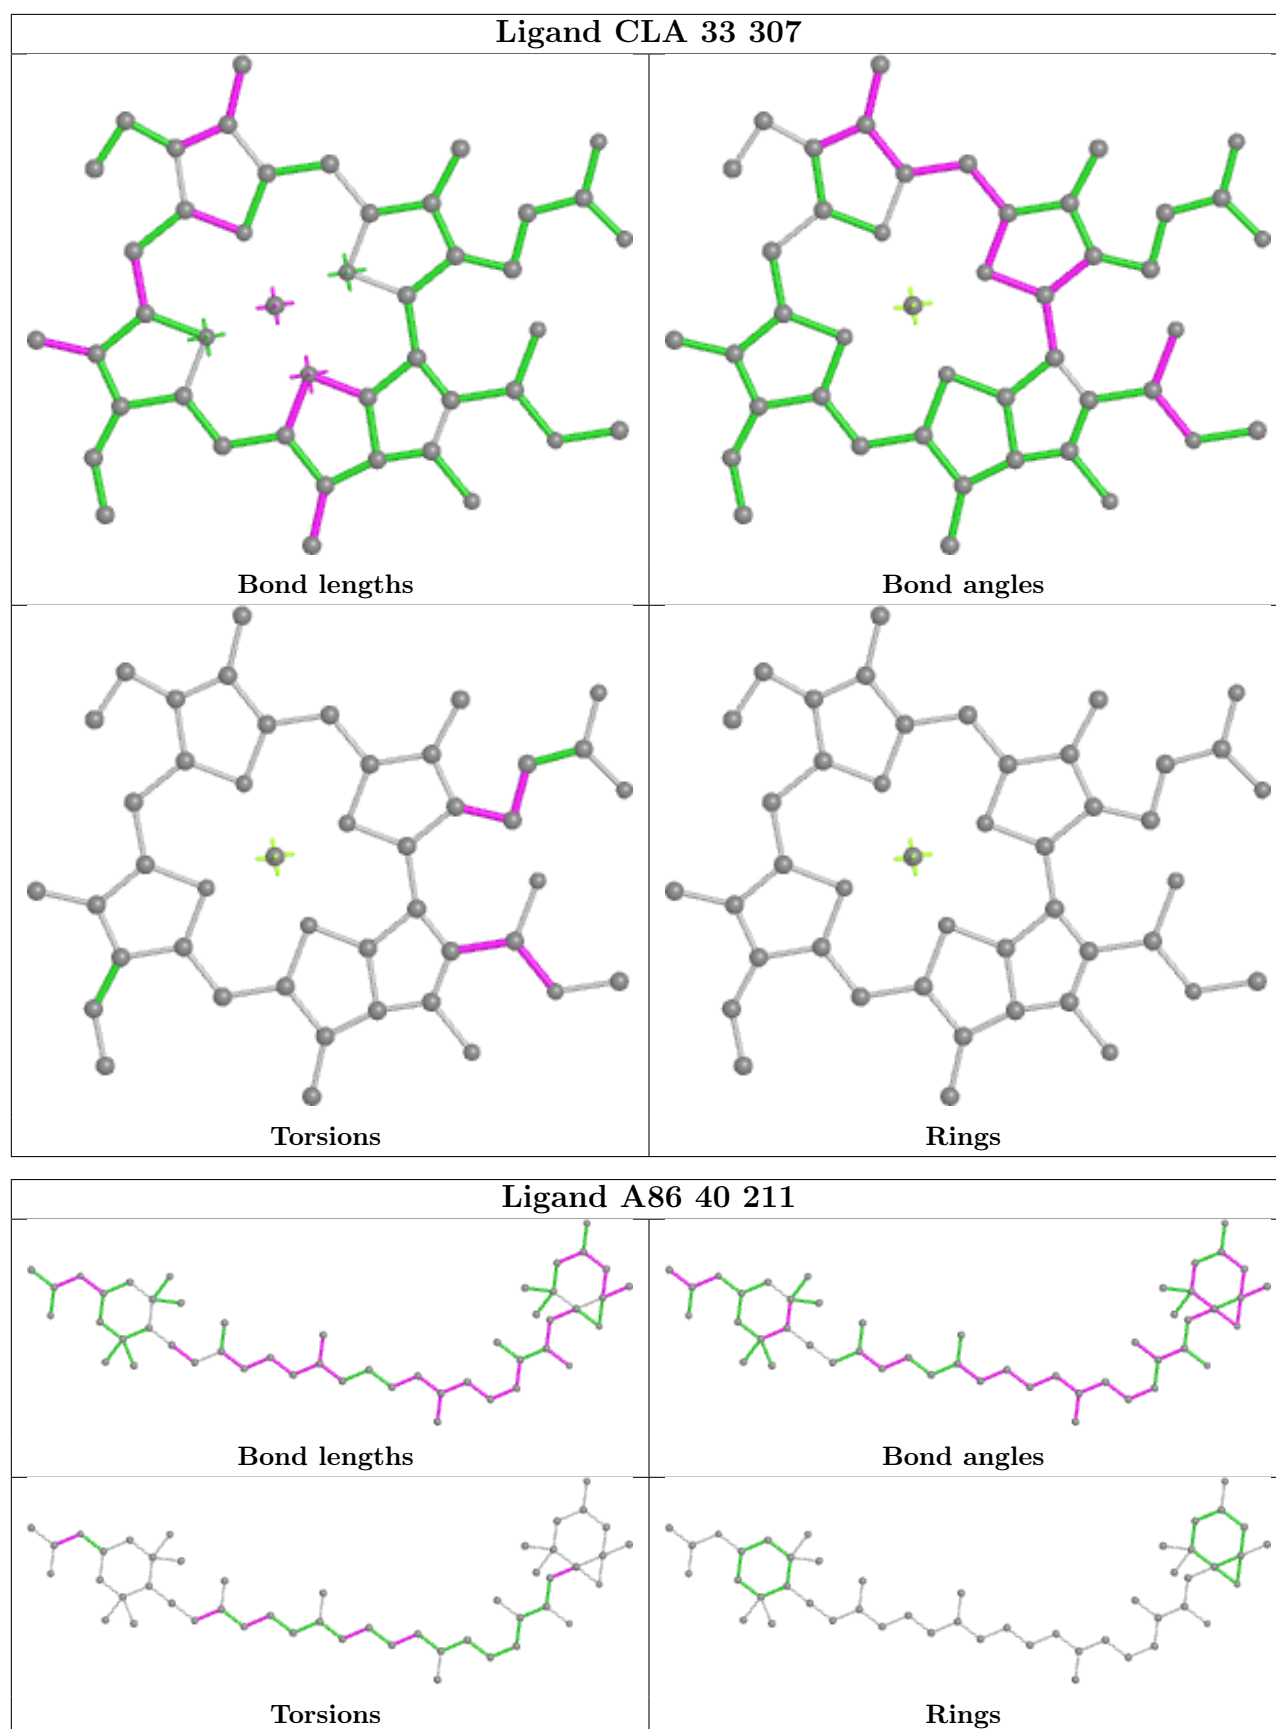 Ligand CLA 33 307
Bond lengths
Bond angles
Torsions
Rings
Ligand A86 40 211
Bond lengths
Bond angles
Torsions
Rings